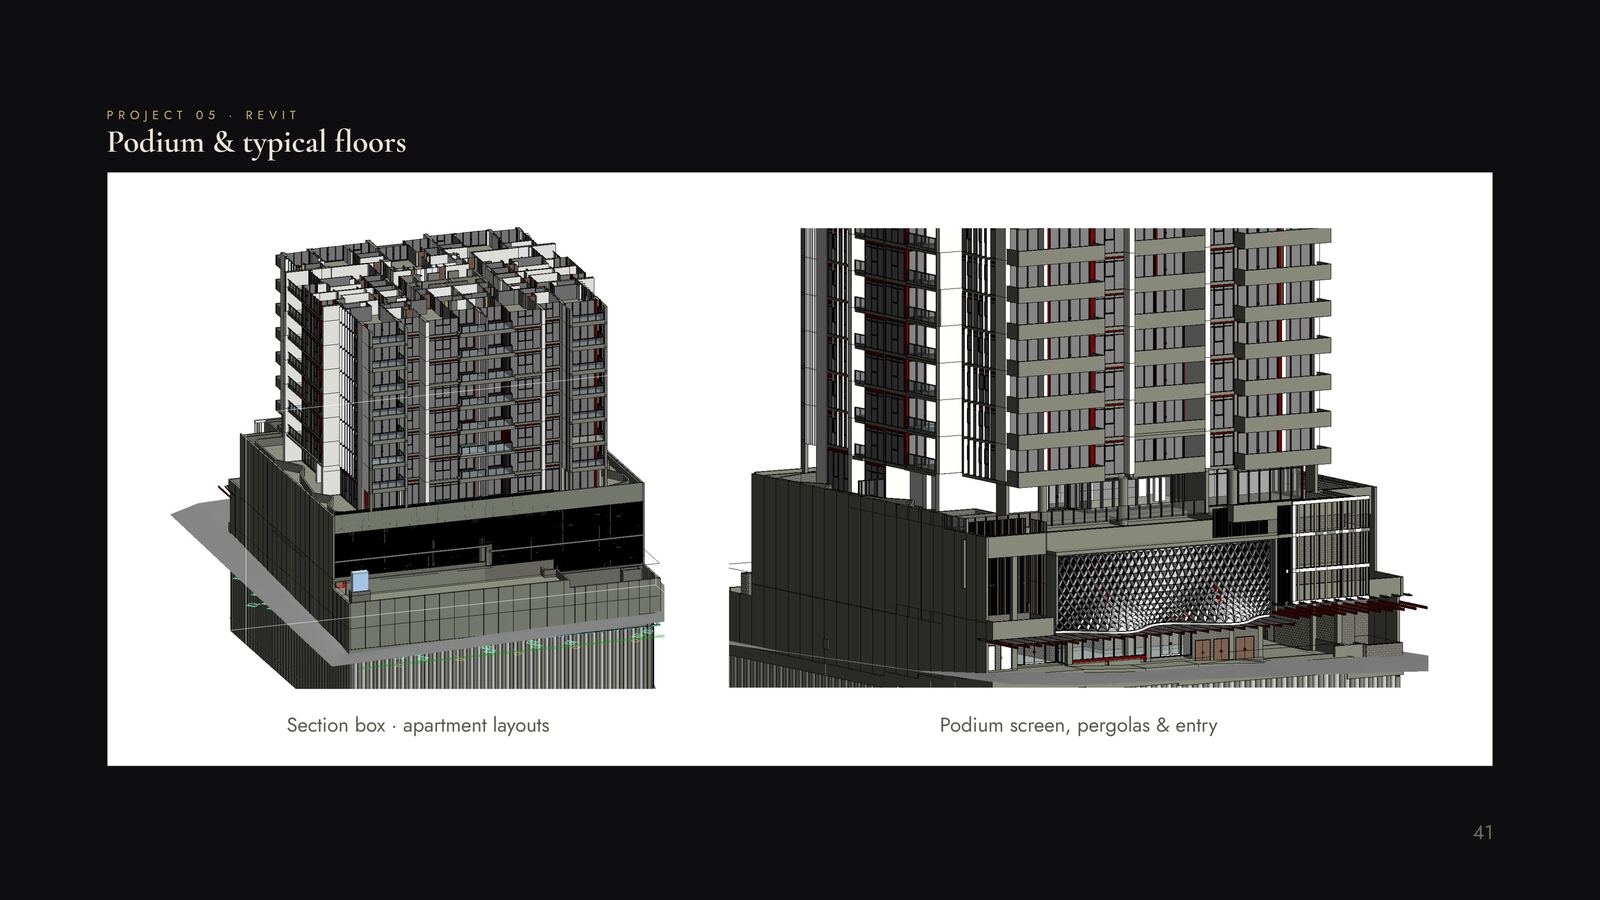 PROJECT 05 · REVIT
Podium & typical floors
Section box · apartment layouts
Podium screen, pergolas & entry
41